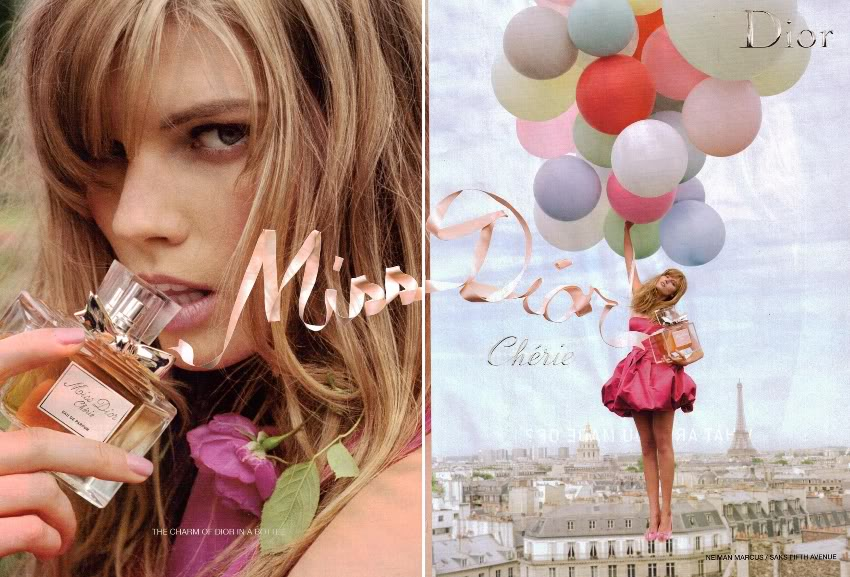 Dior
Miss Dior
Chérie
Miss Dior
Chérie
EAU DE PARFUM
THE CHARM OF DIOR IN A BOTTLE
NEIMAN MARCUS / SAKS FIFTH AVENUE